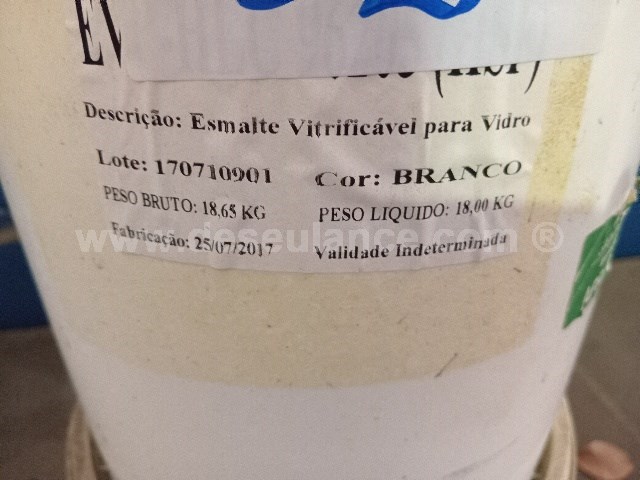 Descrição: Esmalte Vitrificável para Vidro
Lote: 170710901 Cor: BRANCO
PESO BRUTO: 18,65 KG PESO LIQUIDO: 18,00 KG
www.deseulance.com ®
Fabricação: 25/07/2017 Validade Indeterminada